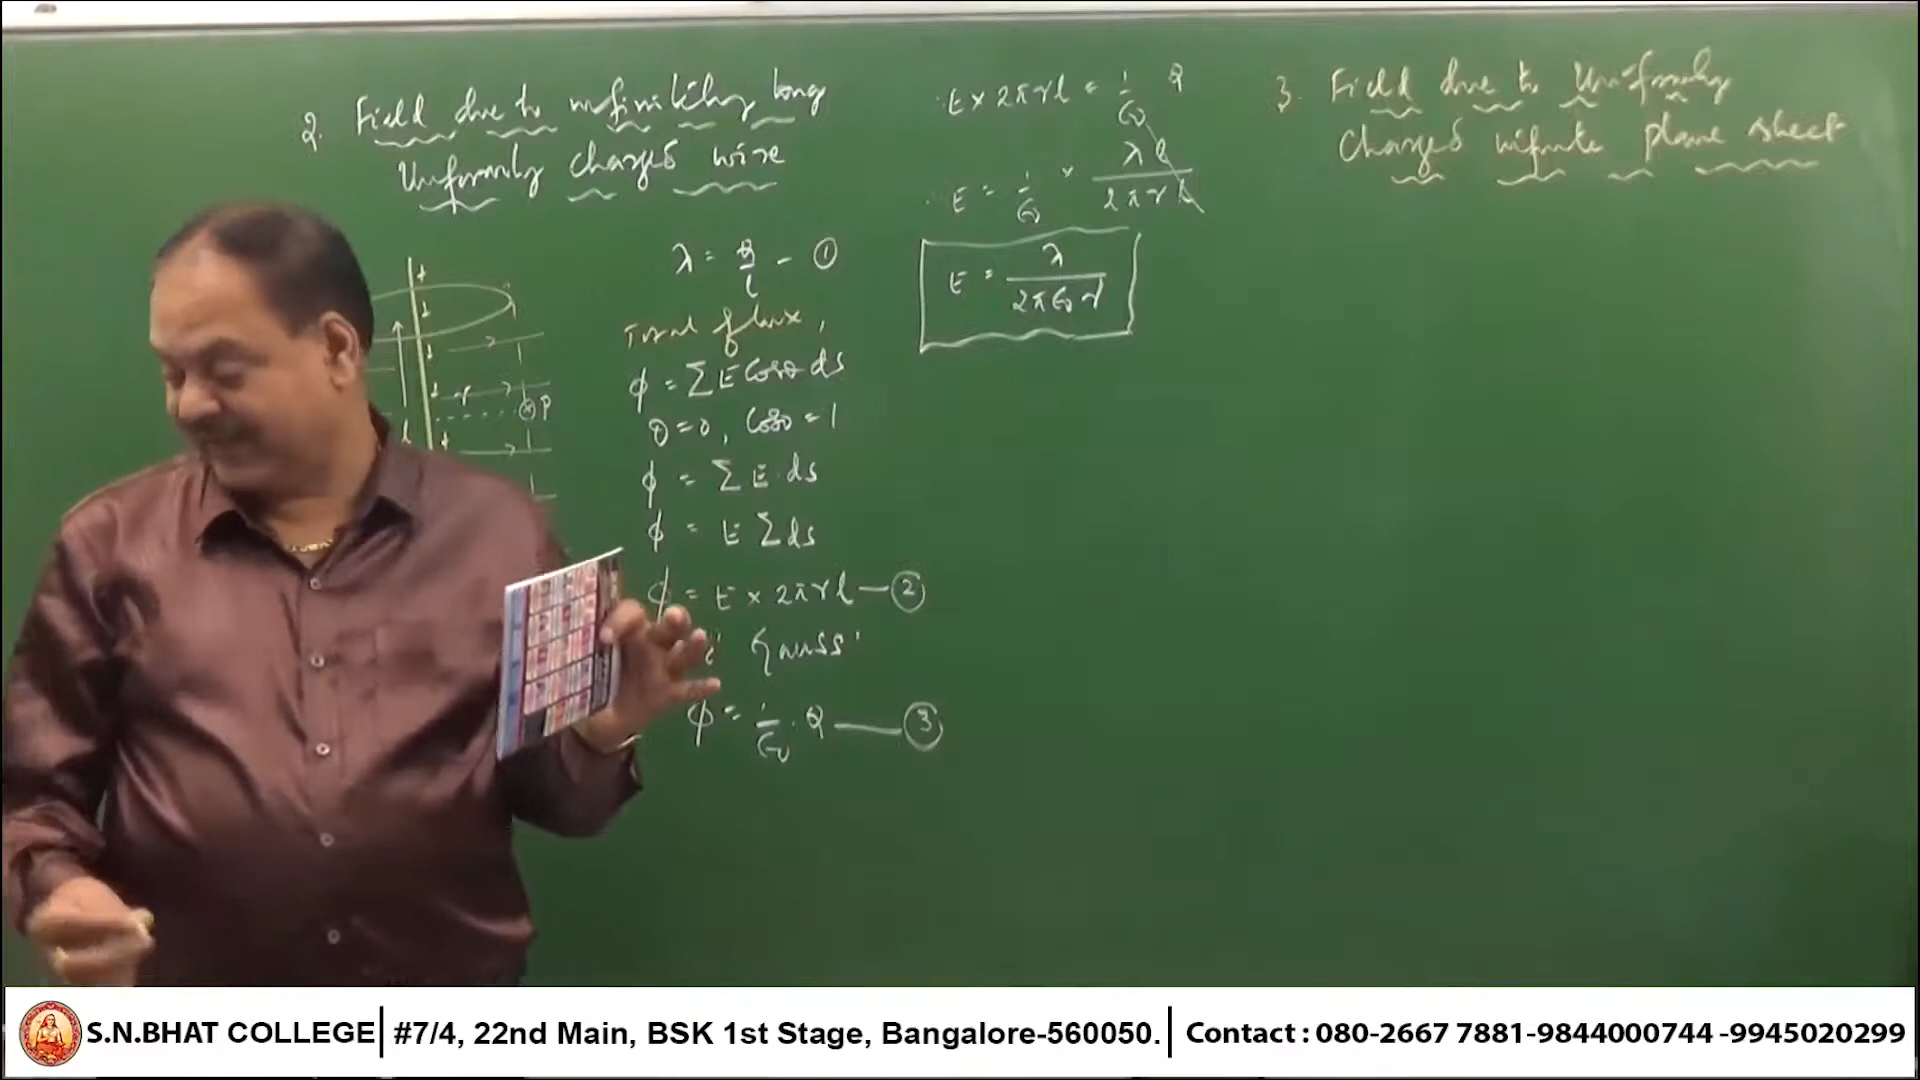 2. Field due to infinitely long
Uniformly charged wire
λ = q/l - ①
Total flux,
ϕ = ∑ E Cosθ ds
θ = 0, Cos0 = 1
ϕ = ∑ E. ds
ϕ = E ∑ ds
ϕ = E × 2πrl — ②
Gauss'
ϕ = 1/ε₀ . q — ③
r
P
l
E × 2πrl = 1/ε₀ q
E = 1/ε₀ × λl/2πrl
E = λ/2πε₀r
3. Field due to Uniformly
Charged infinite plane sheet
S.N.BHAT COLLEGE | #7/4, 22nd Main, BSK 1st Stage, Bangalore-560050. | Contact : 080-2667 7881-9844000744 -9945020299